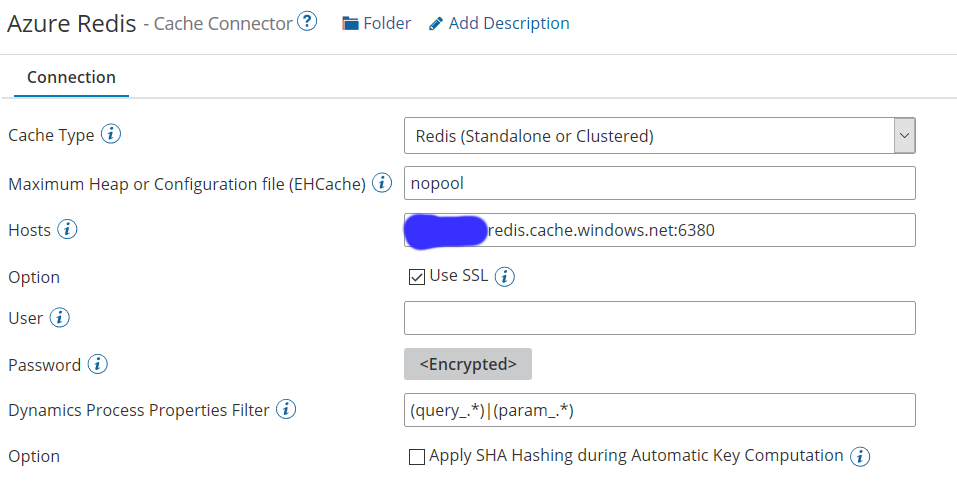 Azure Redis - Cache Connector ? Folder Add Description
Connection
Cache Type i Redis (Standalone or Clustered)
Maximum Heap or Configuration file (EHCache) i nopool
Hosts i redis.cache.windows.net:6380
Option Use SSL i
User i
Password i <Encrypted>
Dynamics Process Properties Filter i (query_.*)|(param_.*)
Option Apply SHA Hashing during Automatic Key Computation i